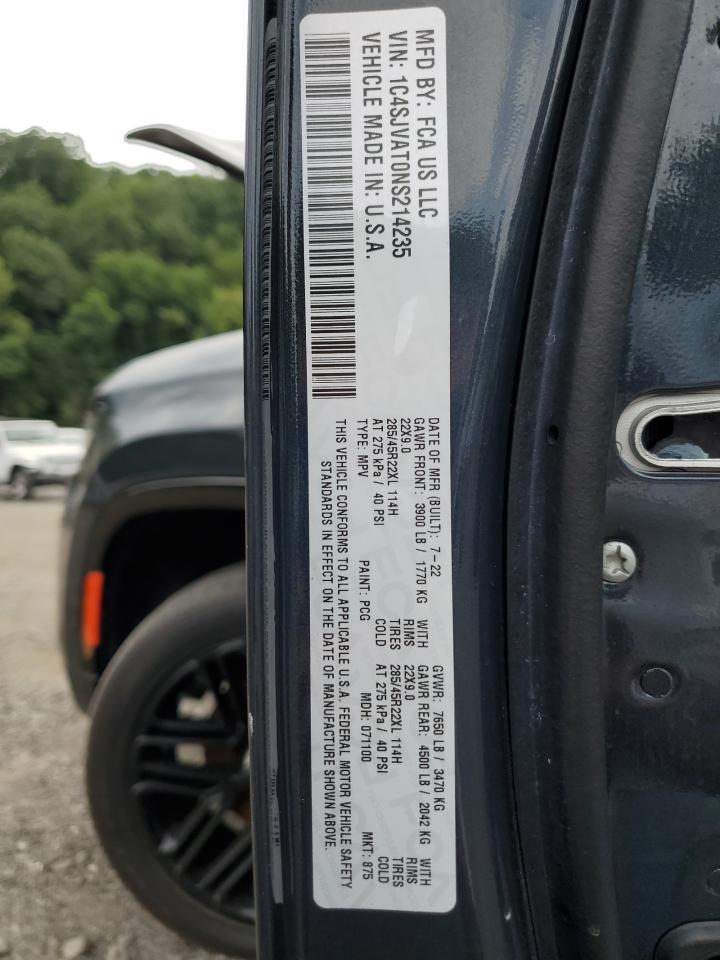 MFD BY: FCA US LLC
VIN: 1C4SJVAT0NS214235
VEHICLE MADE IN: U.S.A.
DATE OF MFR (BUILT): 7-22 GVWR: 7650 LB / 3470 KG
GAWR FRONT: 3900 LB / 1770 KG WITH GAWR REAR: 4500 LB / 2042 KG WITH
22X9.0 RIMS 22X9.0 RIMS
285/45R22XL 114H TIRES 285/45R22XL 114H TIRES
AT 275 kPa / 40 PSI COLD AT 275 kPa / 40 PSI COLD
TYPE: MPV PAINT: PDG MDH: 071100 MKT: 875
THIS VEHICLE CONFORMS TO ALL APPLICABLE U.S.A. FEDERAL MOTOR VEHICLE SAFETY
STANDARDS IN EFFECT ON THE DATE OF MANUFACTURE SHOWN ABOVE.